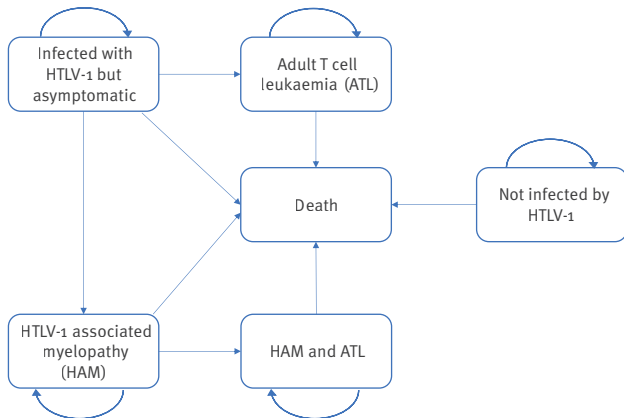 Infected with
HTLV-1 but
asymptomatic
Adult T cell
leukaemia (ATL)
Death
Not infected by
HTLV-1
HTLV-1 associated
myelopathy
(HAM)
HAM and ATL